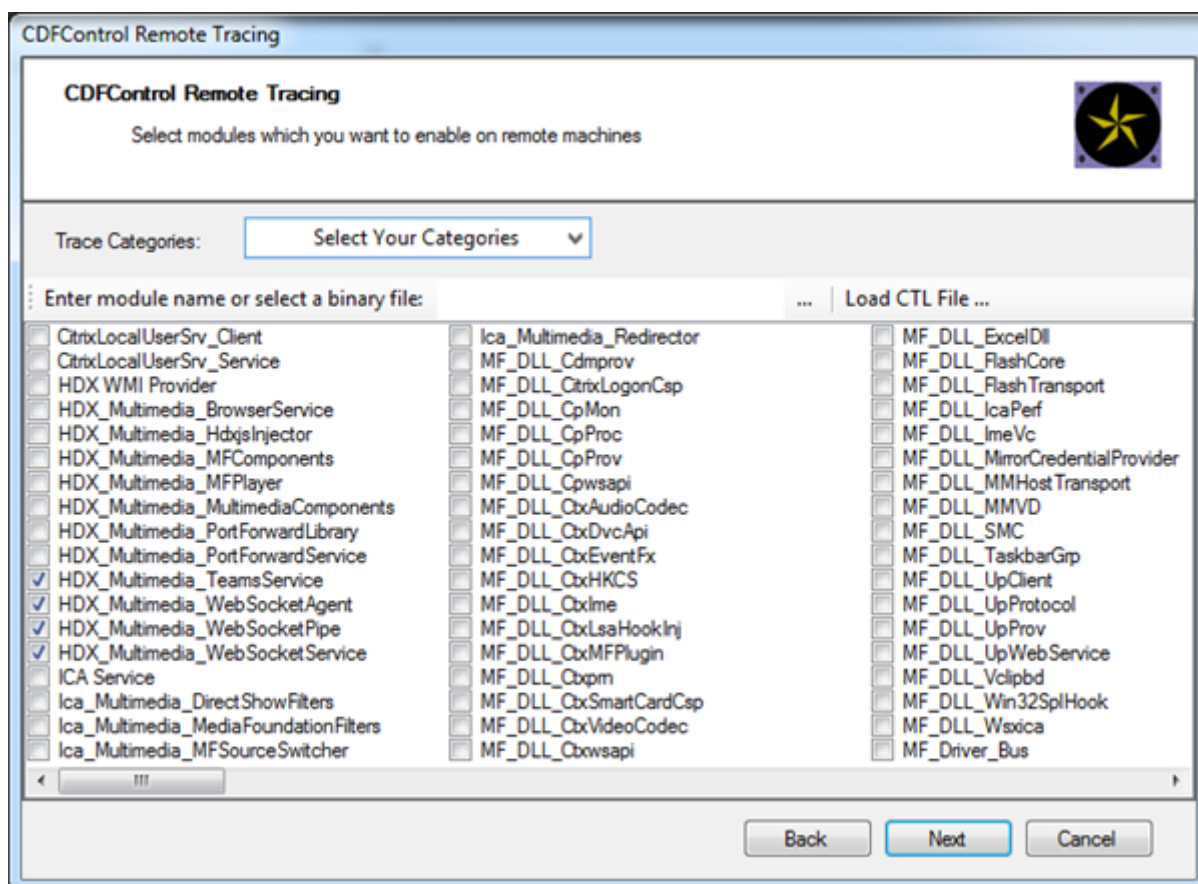 CDFControl Remote Tracing
CDFControl Remote Tracing
Select modules which you want to enable on remote machines
Trace Categories:
Select Your Categories
Enter module name or select a binary file:
...
Load CTL File ...
CitrixLocalUserSrv_Client
CitrixLocalUserSrv_Service
HDX WMI Provider
HDX_Multimedia_BrowserService
HDX_Multimedia_HdxjsInjector
HDX_Multimedia_MFComponents
HDX_Multimedia_MFPlayer
HDX_Multimedia_MultimediaComponents
HDX_Multimedia_PortForwardLibrary
HDX_Multimedia_PortForwardService
HDX_Multimedia_TeamsService
HDX_Multimedia_WebSocketAgent
HDX_Multimedia_WebSocketPipe
HDX_Multimedia_WebSocketService
ICA Service
Ica_Multimedia_DirectShowFilters
Ica_Multimedia_MediaFoundationFilters
Ica_Multimedia_MFSourceSwitcher
Ica_Multimedia_Redirector
MF_DLL_Cdmprov
MF_DLL_CitrixLogonCsp
MF_DLL_CpMon
MF_DLL_CpProc
MF_DLL_CpProv
MF_DLL_Cpwsapi
MF_DLL_CtxAudioCodec
MF_DLL_CtxDvcApi
MF_DLL_CtxEventFx
MF_DLL_CtxHKCS
MF_DLL_CtxIme
MF_DLL_CtxLsaHookInj
MF_DLL_CtxMFPlugin
MF_DLL_Ctxpm
MF_DLL_CtxSmartCardCsp
MF_DLL_CtxVideoCodec
MF_DLL_Ctxwsapi
MF_DLL_ExcelDll
MF_DLL_FlashCore
MF_DLL_FlashTransport
MF_DLL_IcaPerf
MF_DLL_ImeVc
MF_DLL_MirrorCredentialProvider
MF_DLL_MMHostTransport
MF_DLL_MMVD
MF_DLL_SMC
MF_DLL_TaskbarGrp
MF_DLL_UpClient
MF_DLL_UpProtocol
MF_DLL_UpProv
MF_DLL_UpWebService
MF_DLL_Vclipbd
MF_DLL_Win32SplHook
MF_DLL_Wsxica
MF_Driver_Bus
Back
Next
Cancel